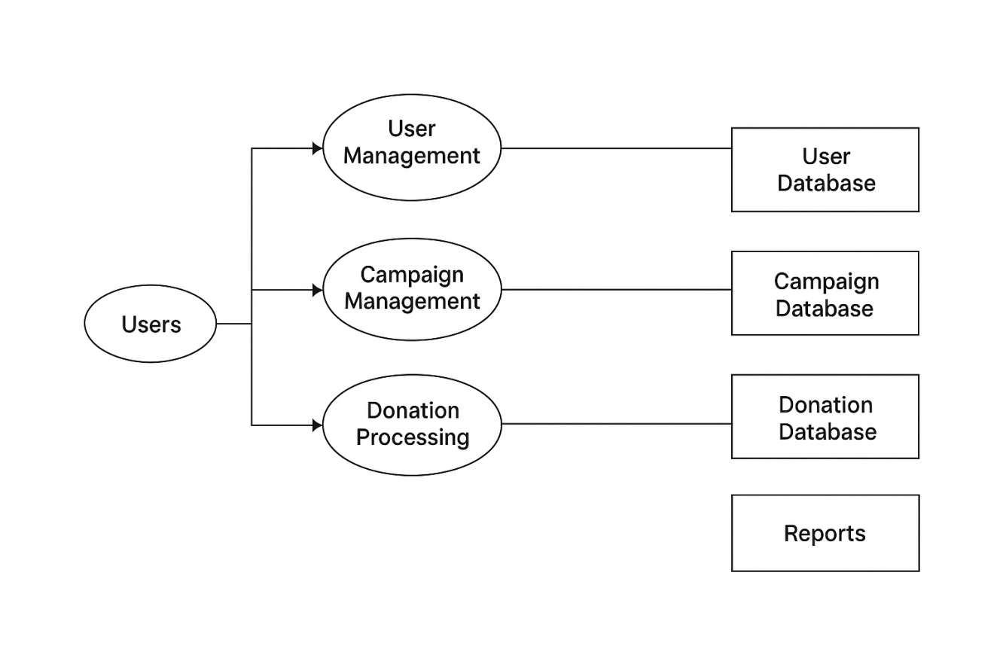 User
Management
User
Database
Campaign
Management
Campaign
Database
Users
Donation
Processing
Donation
Database
Reports